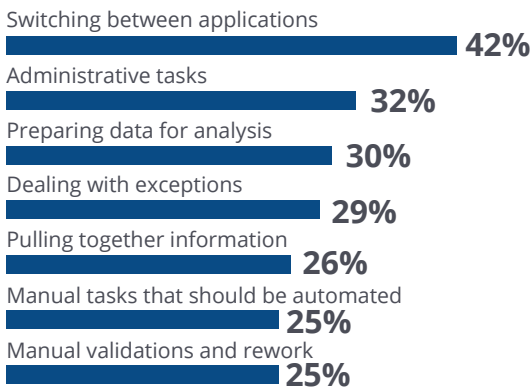 Switching between applications
42%
Administrative tasks
32%
Preparing data for analysis
30%
Dealing with exceptions
29%
Pulling together information
26%
Manual tasks that should be automated
25%
Manual validations and rework
25%